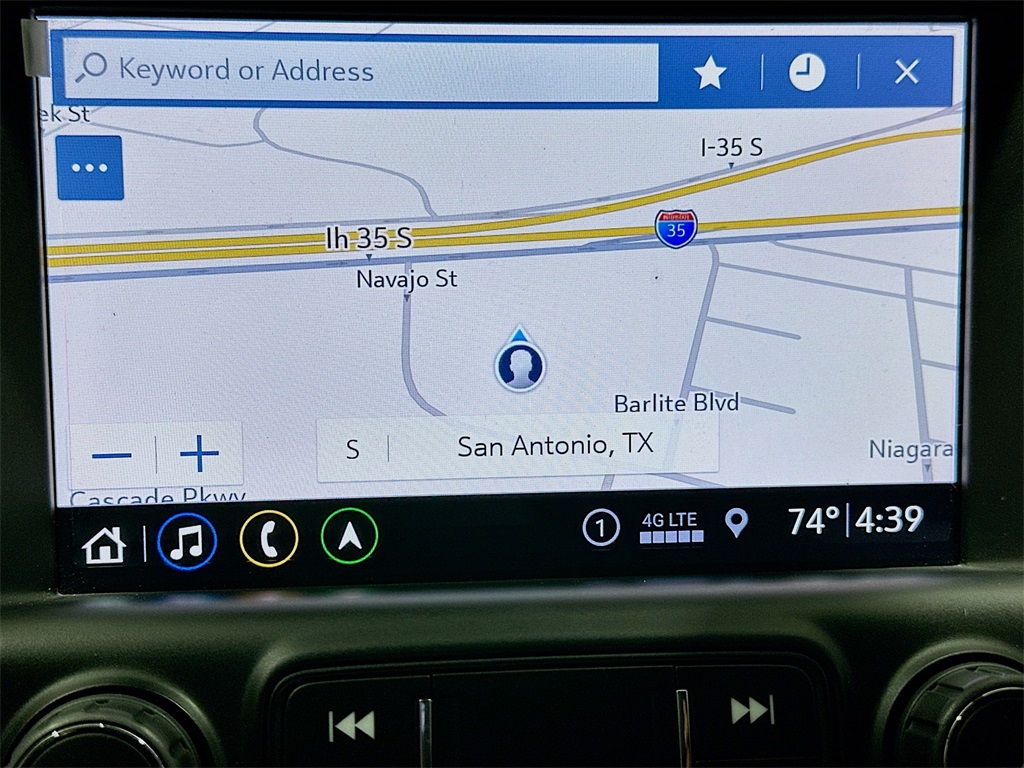 Keyword or Address
ek St
I-35 S
INTERSTATE
35
Ih 35 S
Navajo St
Barlite Blvd
S
San Antonio, TX
Niagara
Cascade Pkwy
1
4G LTE
74° 4:39